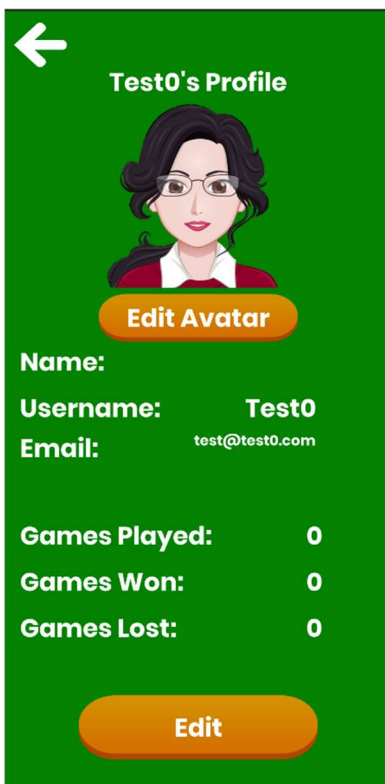 Test0's Profile
Edit Avatar
Name:
Username: Test0
Email: test@test0.com
Games Played: 0
Games Won: 0
Games Lost: 0
Edit